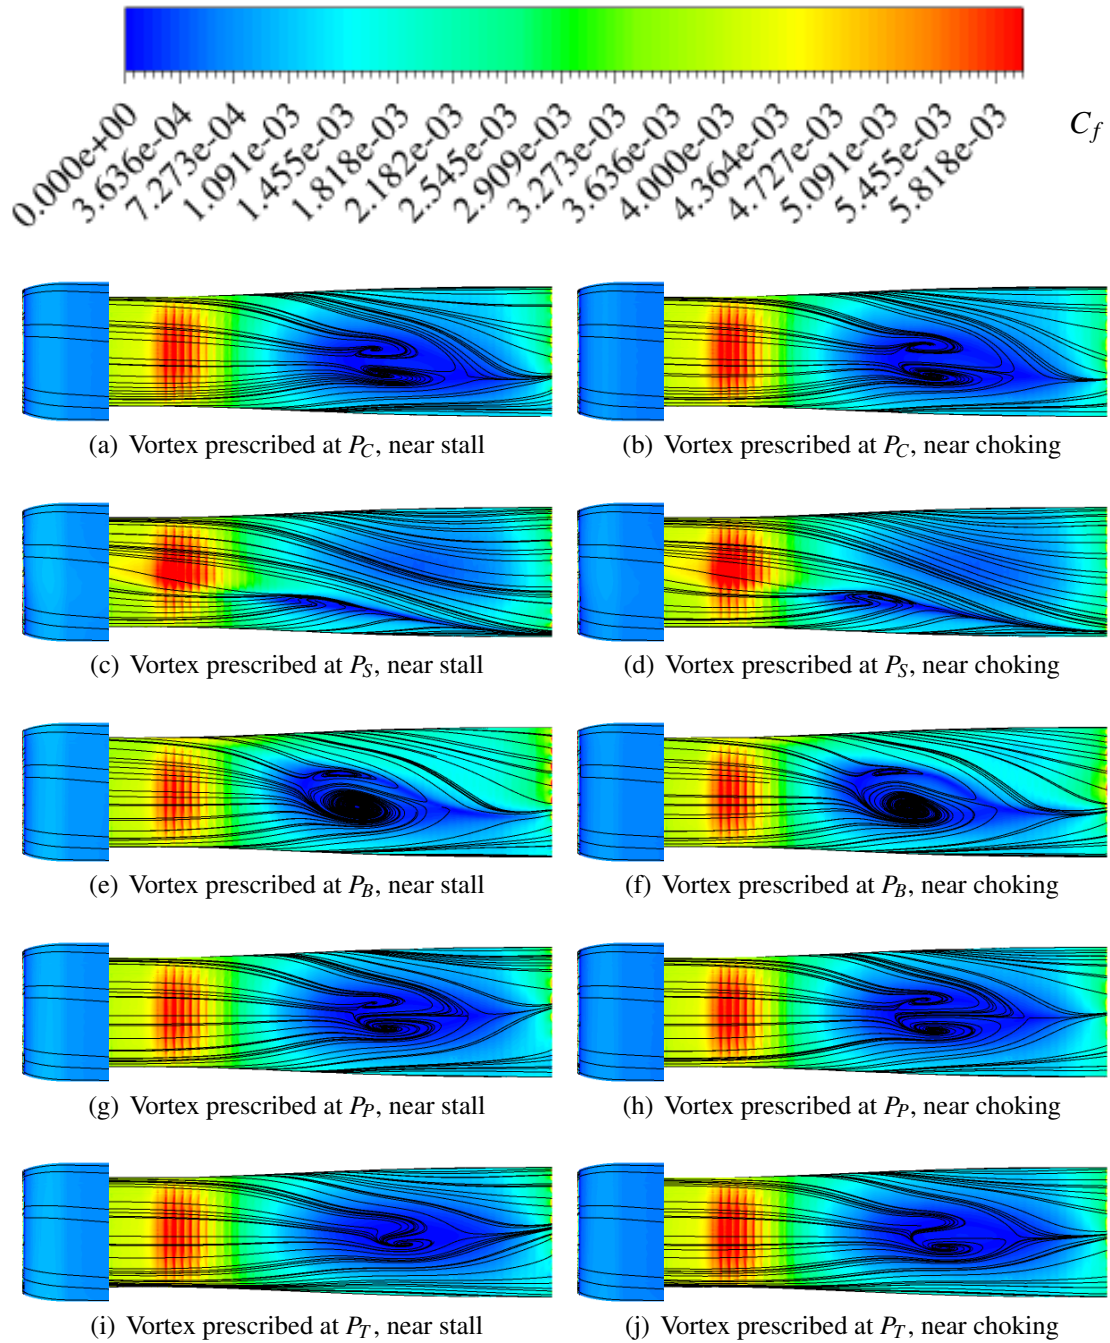 0.000e+00 3.636e-04 7.273e-04 1.091e-03 1.455e-03 1.818e-03 2.182e-03 2.545e-03 2.909e-03 3.273e-03 3.636e-03 4.000e-03 4.364e-03 4.727e-03 5.091e-03 5.455e-03 5.818e-03
C_f
(a) Vortex prescribed at P_C, near stall
(b) Vortex prescribed at P_C, near choking
(c) Vortex prescribed at P_S, near stall
(d) Vortex prescribed at P_S, near choking
(e) Vortex prescribed at P_B, near stall
(f) Vortex prescribed at P_B, near choking
(g) Vortex prescribed at P_P, near stall
(h) Vortex prescribed at P_P, near choking
(i) Vortex prescribed at P_T, near stall
(j) Vortex prescribed at P_T, near choking